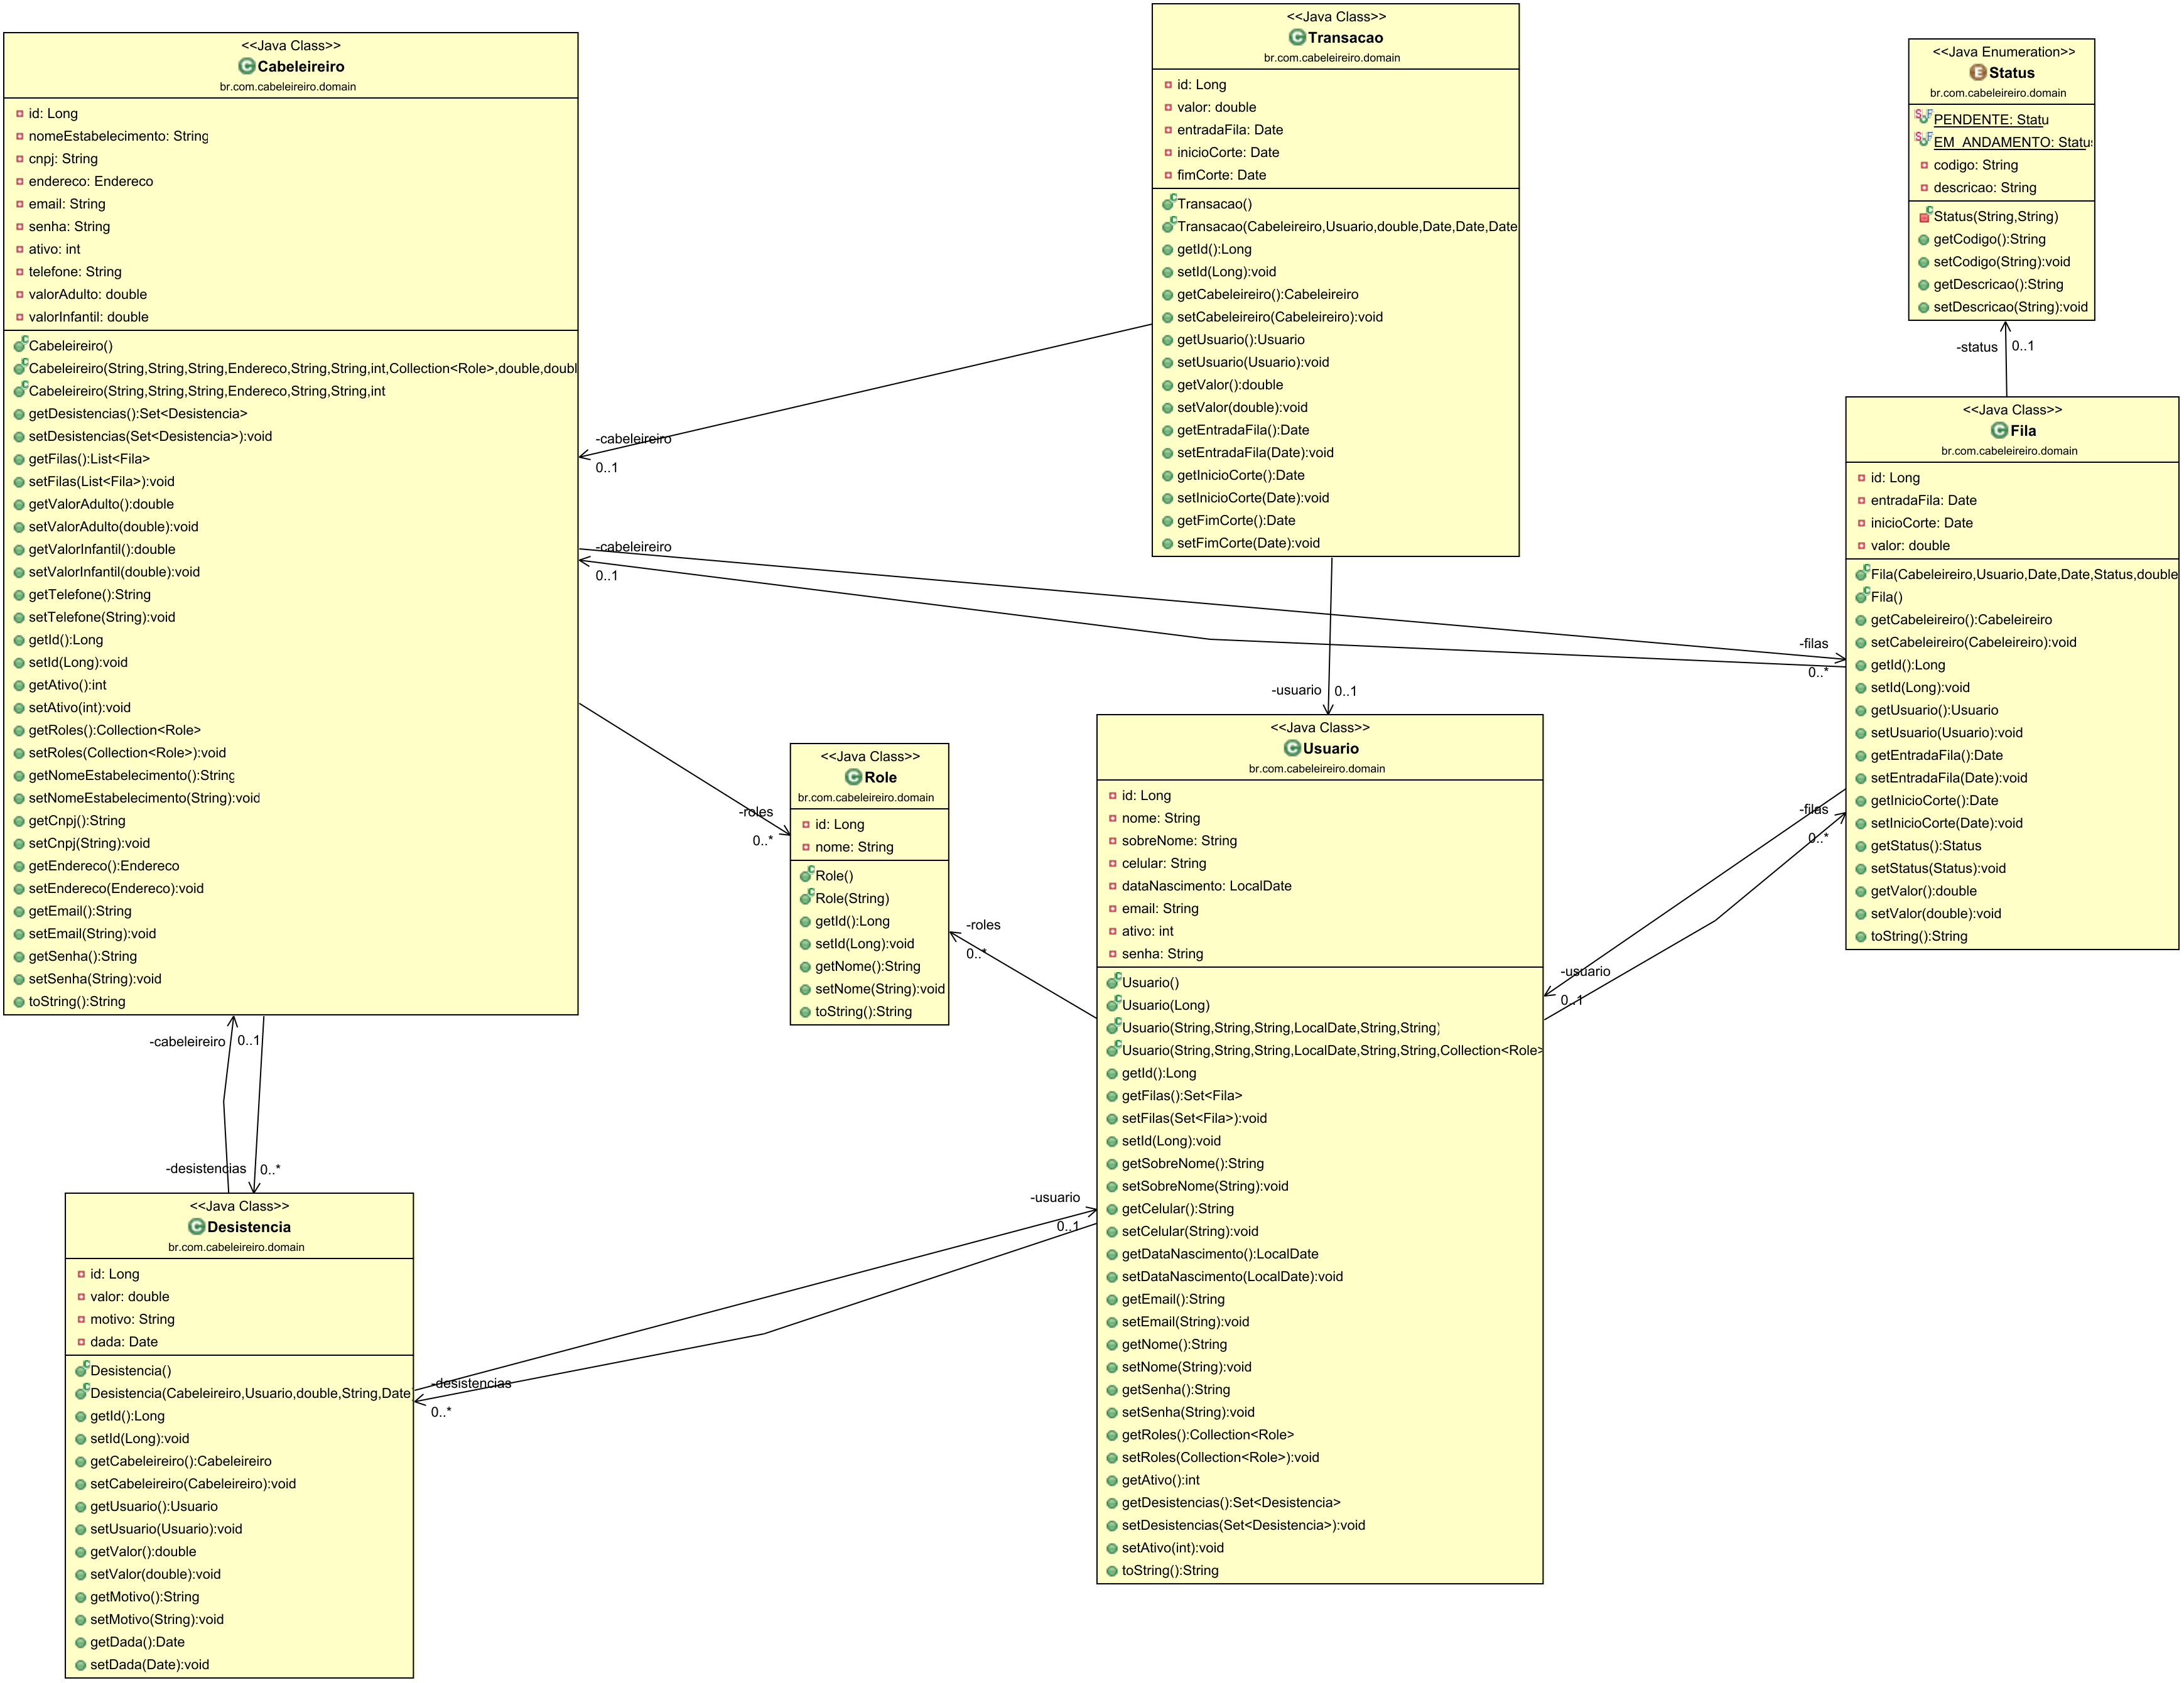 <<Java Class>>
Cabeleireiro
br.com.cabeleireiro.domain
id: Long
nomeEstabelecimento: String
cnpj: String
endereco: Endereco
email: String
senha: String
ativo: int
telefone: String
valorAdulto: double
valorInfantil: double
Cabeleireiro()
Cabeleireiro(String,String,String,Endereco,String,String,int,Collection<Role>,double,doubl
Cabeleireiro(String,String,String,Endereco,String,String,int
getDesistencias():Set<Desistencia>
setDesistencias(Set<Desistencia>):void
getFilas():List<Fila>
setFilas(List<Fila>):void
getValorAdulto():double
setValorAdulto(double):void
getValorInfantil():double
setValorInfantil(double):void
getTelefone():String
setTelefone(String):void
getId():Long
setId(Long):void
getAtivo():int
setAtivo(int):void
getRoles():Collection<Role>
setRoles(Collection<Role>):void
getNomeEstabelecimento():String
setNomeEstabelecimento(String):void
getCnpj():String
setCnpj(String):void
getEndereco():Endereco
setEndereco(Endereco):void
getEmail():String
setEmail(String):void
getSenha():String
setSenha(String):void
toString():String
<<Java Class>>
Transacao
br.com.cabeleireiro.domain
id: Long
valor: double
entradaFila: Date
inicioCorte: Date
fimCorte: Date
Transacao()
Transacao(Cabeleireiro,Usuario,double,Date,Date,Date
getId():Long
setId(Long):void
getCabeleireiro():Cabeleireiro
setCabeleireiro(Cabeleireiro):void
getUsuario():Usuario
setUsuario(Usuario):void
getValor():double
setValor(double):void
getEntradaFila():Date
setEntradaFila(Date):void
getInicioCorte():Date
setInicioCorte(Date):void
getFimCorte():Date
setFimCorte(Date):void
<<Java Enumeration>>
Status
br.com.cabeleireiro.domain
PENDENTE: Statu
EM_ANDAMENTO: Status
codigo: String
descricao: String
Status(String,String)
getCodigo():String
setCodigo(String):void
getDescricao():String
setDescricao(String):void
-status
0..1
<<Java Class>>
Fila
br.com.cabeleireiro.domain
id: Long
entradaFila: Date
inicioCorte: Date
valor: double
Fila(Cabeleireiro,Usuario,Date,Date,Status,double
Fila()
getCabeleireiro():Cabeleireiro
setCabeleireiro(Cabeleireiro):void
getId():Long
setId(Long):void
getUsuario():Usuario
setUsuario(Usuario):void
getEntradaFila():Date
setEntradaFila(Date):void
getInicioCorte():Date
setInicioCorte(Date):void
getStatus():Status
setStatus(Status):void
getValor():double
setValor(double):void
toString():String
-cabeleireiro
0..1
-cabeleireiro
0..1
-filas
0..*
-usuario
0..1
-roles
0..*
<<Java Class>>
Role
br.com.cabeleireiro.domain
id: Long
nome: String
Role()
Role(String)
getId():Long
setId(Long):void
getNome():String
setNome(String):void
toString():String
-roles
0..*
<<Java Class>>
Usuario
br.com.cabeleireiro.domain
id: Long
nome: String
sobreNome: String
celular: String
dataNascimento: LocalDate
email: String
ativo: int
senha: String
Usuario()
Usuario(Long)
Usuario(String,String,String,LocalDate,String,String)
Usuario(String,String,String,LocalDate,String,String,Collection<Role>
getId():Long
getFilas():Set<Fila>
setFilas(Set<Fila>):void
setId(Long):void
getSobreNome():String
setSobreNome(String):void
getCelular():String
setCelular(String):void
getDataNascimento():LocalDate
setDataNascimento(LocalDate):void
getEmail():String
setEmail(String):void
getNome():String
setNome(String):void
getSenha():String
setSenha(String):void
getRoles():Collection<Role>
setRoles(Collection<Role>):void
getAtivo():int
getDesistencias():Set<Desistencia>
setDesistencias(Set<Desistencia>):void
setAtivo(int):void
toString():String
-filas
0..*
-usuario
0..1
-cabeleireiro
0..1
-desistencias
0..*
<<Java Class>>
Desistencia
br.com.cabeleireiro.domain
id: Long
valor: double
motivo: String
dada: Date
Desistencia()
Desistencia(Cabeleireiro,Usuario,double,String,Date
getId():Long
setId(Long):void
getCabeleireiro():Cabeleireiro
setCabeleireiro(Cabeleireiro):void
getUsuario():Usuario
setUsuario(Usuario):void
getValor():double
setValor(double):void
getMotivo():String
setMotivo(String):void
getDada():Date
setDada(Date):void
-usuario
0..1
-desistencias
0..*